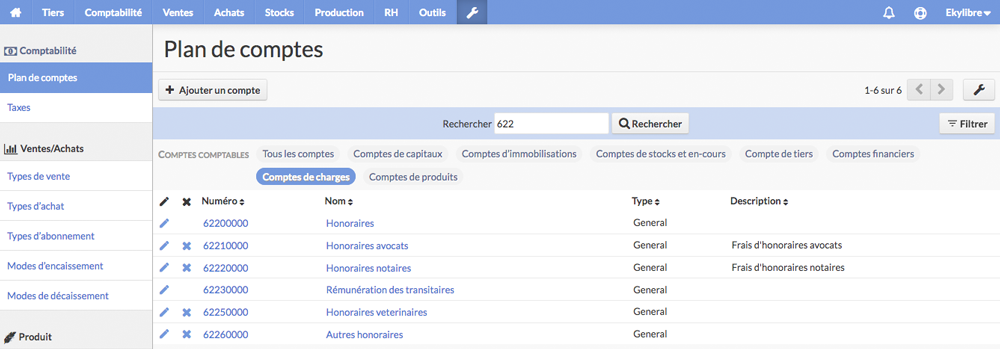 Tiers Comptabilité Ventes Achats Stocks Production RH Outils Ekylibre
Comptabilité
Plan de comptes
Taxes
Ventes/Achats
Types de vente
Types d'achat
Types d'abonnement
Modes d'encaissement
Modes de décaissement
Produit
Plan de comptes
Ajouter un compte 1-6 sur 6
Rechercher 622 Rechercher Filtrer
COMPTES COMPTABLES Tous les comptes Comptes de capitaux Comptes d'immobilisations Comptes de stocks et en-cours Compte de tiers Comptes financiers
Comptes de charges Comptes de produits
Numéro Nom Type Description
62200000 Honoraires General
62210000 Honoraires avocats General Frais d'honoraires avocats
62220000 Honoraires notaires General Frais d'honoraires notaires
62230000 Rémunération des transitaires General
62250000 Honoraires veterinaires General
62260000 Autres honoraires General